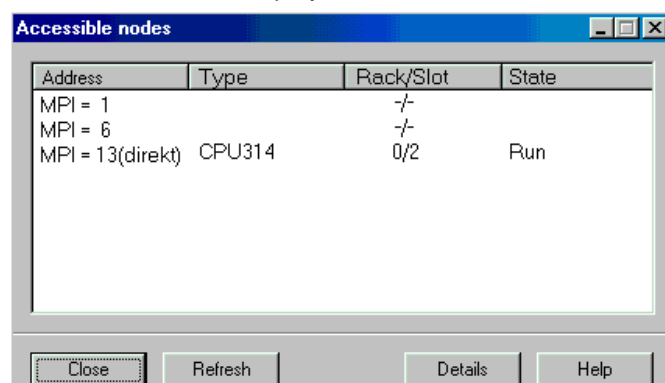 Accessible nodes
Address Type Rack/Slot State
MPI = 1 -/-
MPI = 6 -/-
MPI = 13(direkt) CPU314 0/2 Run
Close Refresh Details Help